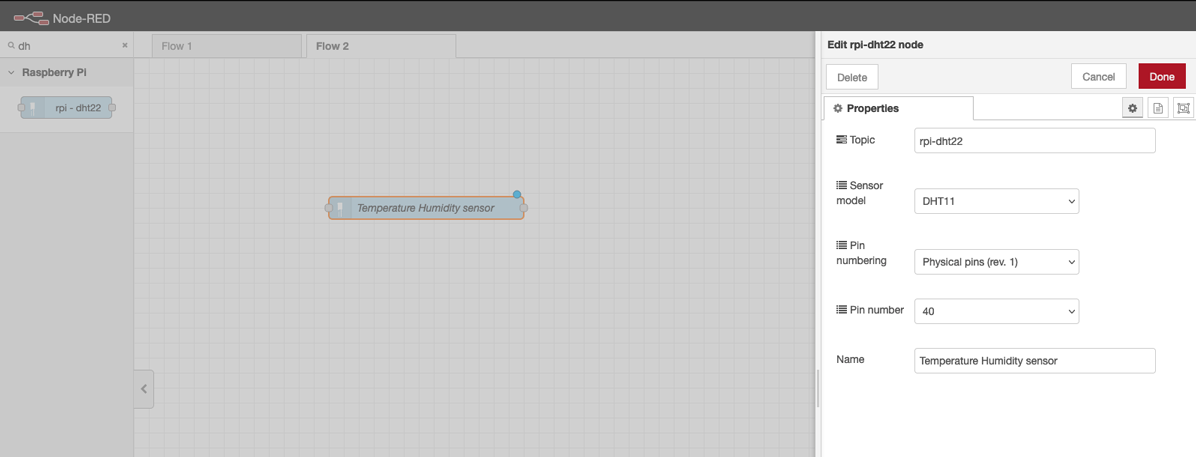 Node-RED
dh
×
Flow 1
Flow 2
Raspberry Pi
rpi - dht22
Temperature Humidity sensor
Edit rpi-dht22 node
Delete
Cancel
Done
Properties
Topic
rpi-dht22
Sensor
model
DHT11
Pin
numbering
Physical pins (rev. 1)
Pin number
40
Name
Temperature Humidity sensor